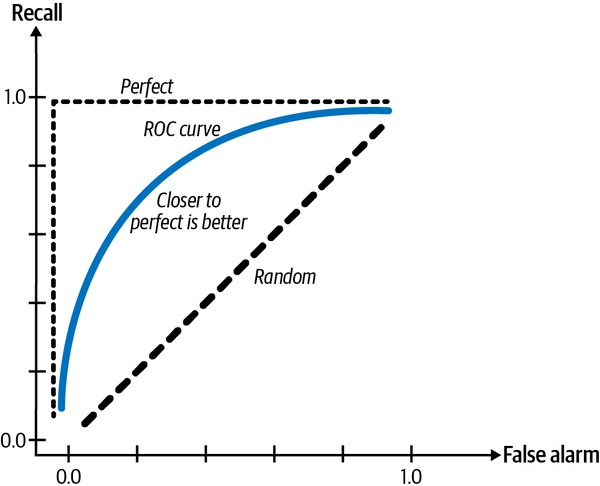 Recall
1.0
Perfect
ROC curve
Closer to
perfect is better
Random
0.0
False alarm
0.0
1.0